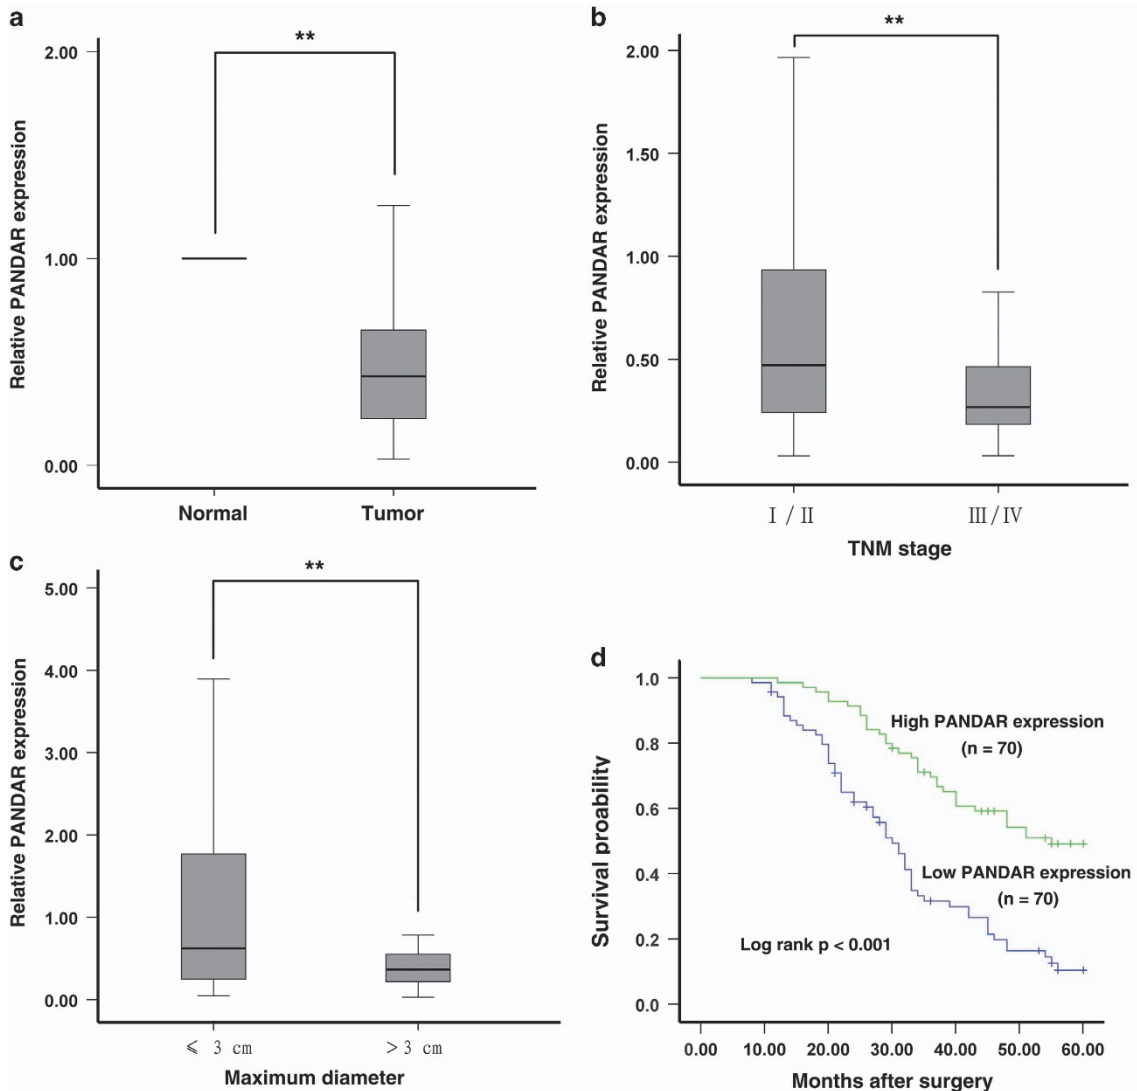 a
**
2.00
1.00
0.00
Relative PANDAR expression
Normal
Tumor
b
**
2.00
1.50
1.00
0.50
0.00
Relative PANDAR expression
I / II
III/IV
TNM stage
c
**
5.00
4.00
3.00
2.00
1.00
0.00
Relative PANDAR expression
⩽ 3 cm
>3 cm
Maximum diameter
d
1.0
0.8
0.6
0.4
0.2
0.0
Survival proability
High PANDAR expression
(n = 70)
Low PANDAR expression
(n = 70)
Log rank p < 0.001
0.00 10.00 20.00 30.00 40.00 50.00 60.00
Months after surgery